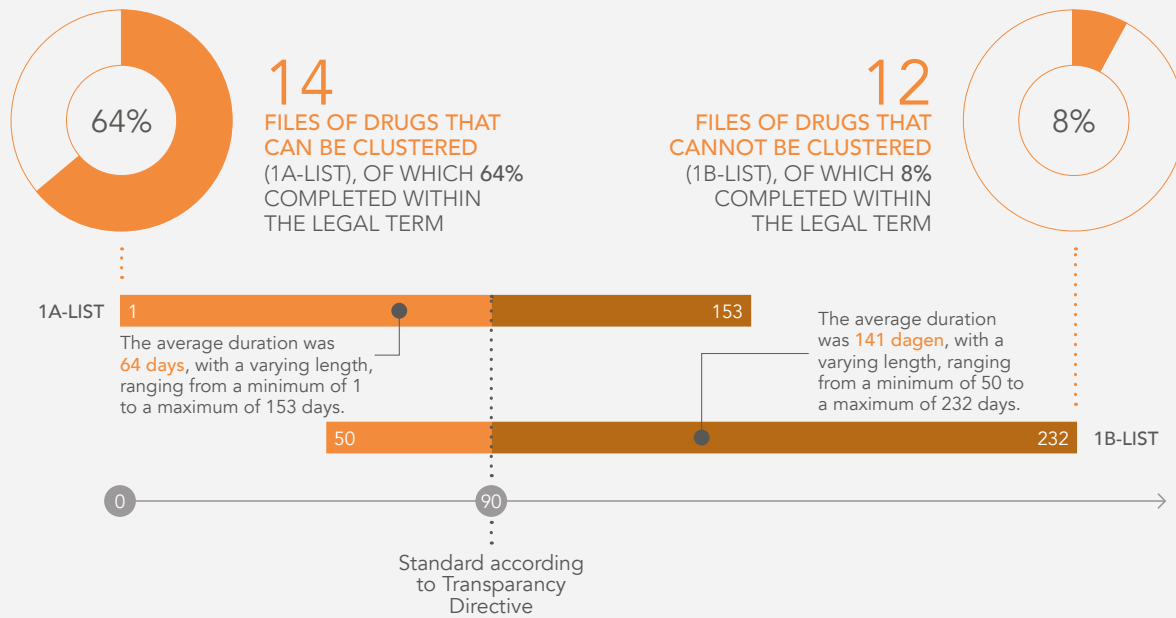 64%
14
FILES OF DRUGS THAT
CAN BE CLUSTERED
(1A-LIST), OF WHICH 64%
COMPLETED WITHIN
THE LEGAL TERM
12
FILES OF DRUGS THAT
CANNOT BE CLUSTERED
(1B-LIST), OF WHICH 8%
COMPLETED WITHIN
THE LEGAL TERM
8%
1A-LIST
1
153
The average duration was
64 days, with a varying length,
ranging from a minimum of 1
to a maximum of 153 days.
The average duration
was 141 dagen, with a
varying length, ranging
from a minimum of 50 to
a maximum of 232 days.
50
232
1B-LIST
0
90
Standard according
to Transparancy
Directive